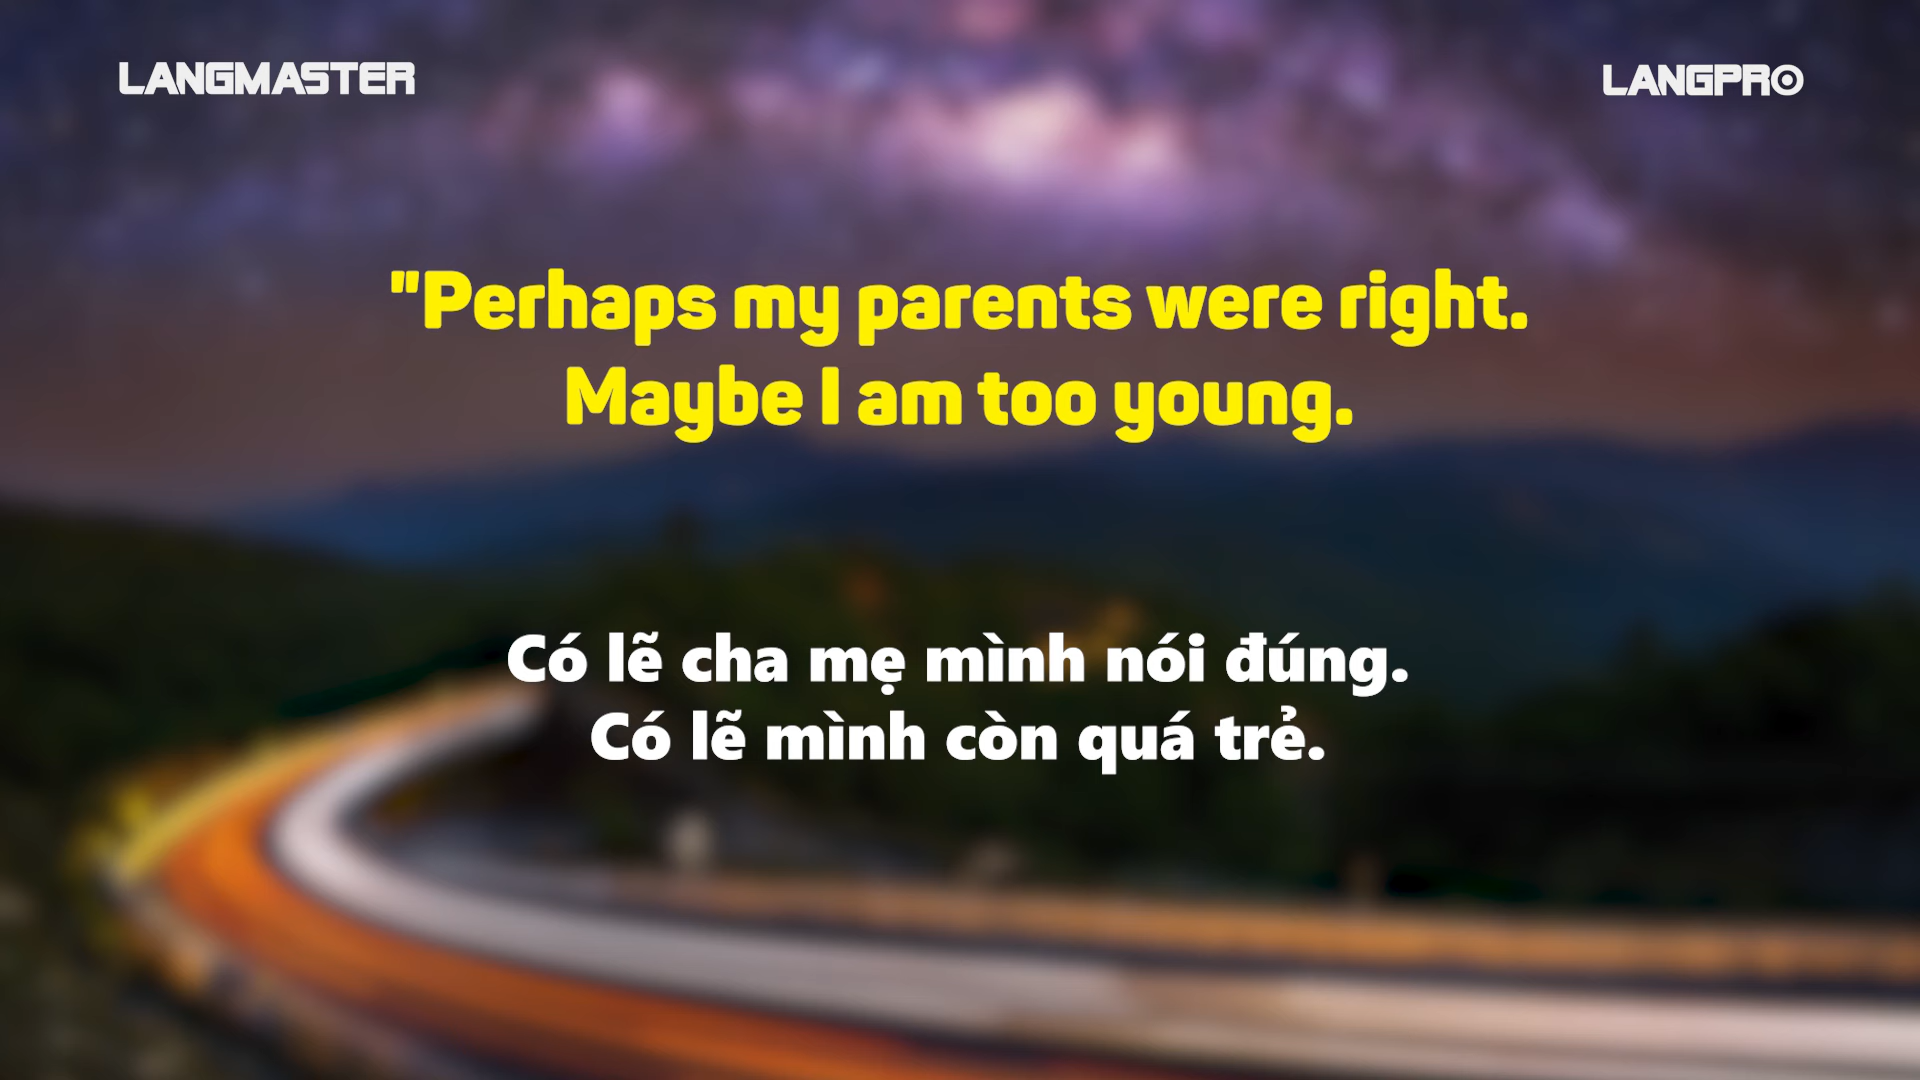 LANGMASTER
LANGPRO
"Perhaps my parents were right.
Maybe I am too young.
Có lẽ cha mẹ mình nói đúng.
Có lẽ mình còn quá trẻ.